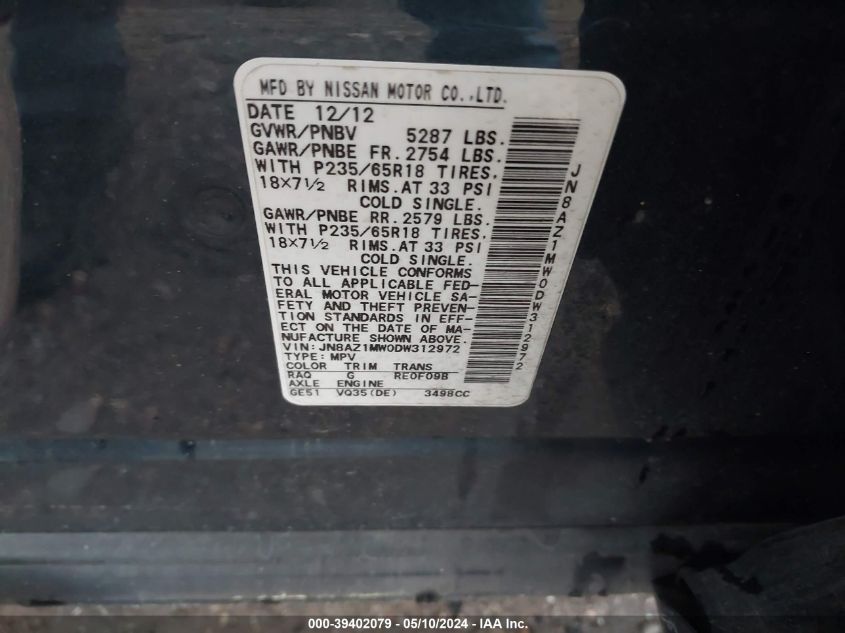 MFD BY NISSAN MOTOR CO.,LTD.
DATE 12/12
GVWR/PNBV 5287 LBS.
GAWR/PNBE FR. 2754 LBS.
WITH P235/65R18 TIRES,
18×7½ RIMS. AT 33 PSI
COLD SINGLE.
GAWR/PNBE RR. 2579 LBS.
WITH P235/65R18 TIRES,
18×7½ RIMS. AT 33 PSI
COLD SINGLE.
THIS VEHICLE CONFORMS
TO ALL APPLICABLE FED-
ERAL MOTOR VEHICLE SA-
FETY AND THEFT PREVEN-
TION STANDARDS IN EFF-
ECT ON THE DATE OF MA-
NUFACTURE SHOWN ABOVE.
VIN: JN8AZ1MW0DW312972
TYPE: MPV
COLOR TRIM TRANS
RAQ G RE0F09B
AXLE ENGINE
GE51 VQ35(DE) 3498CC
JN8AZ1MW0DW312972
000-39402079 - 05/10/2024 - IAA Inc.